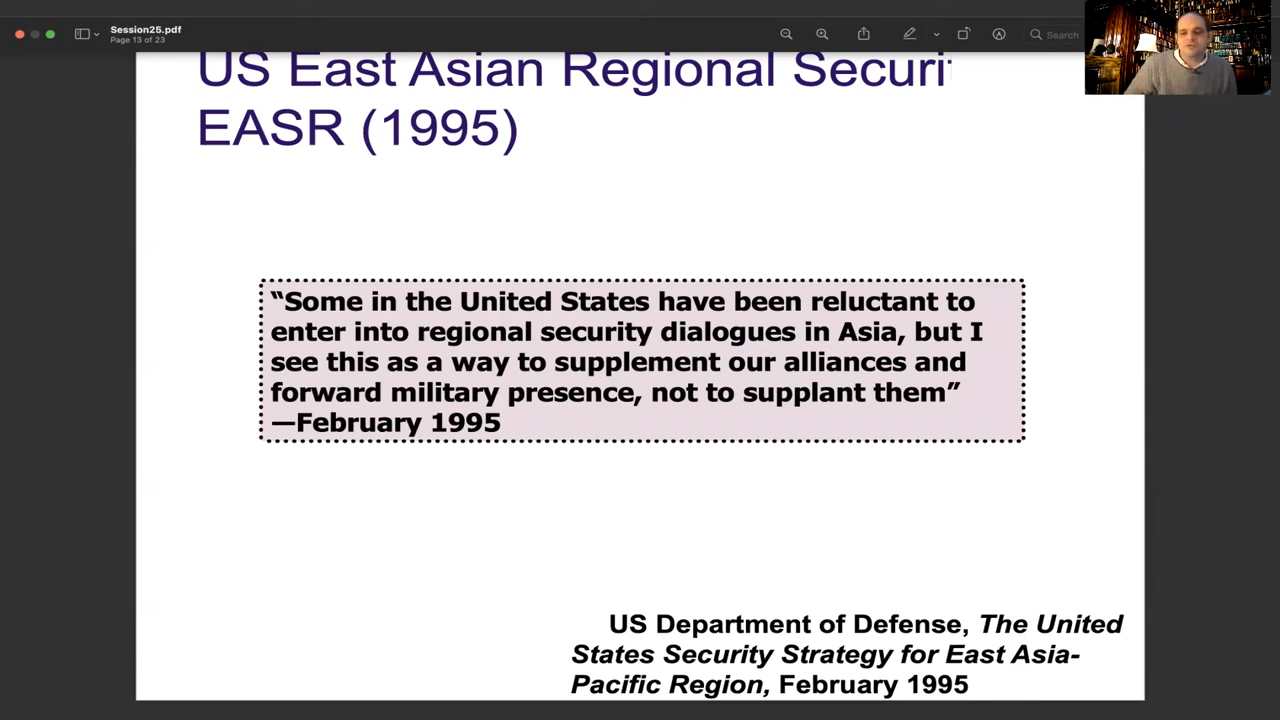 Session25.pdf
Page 13 of 23
Search
US East Asian Regional
EASR (1995)
“Some in the United States have been reluctant to
enter into regional security dialogues in Asia, but I
see this as a way to supplement our alliances and
forward military presence, not to supplant them”
—February 1995
US Department of Defense, The United
States Security Strategy for East Asia-
Pacific Region, February 1995